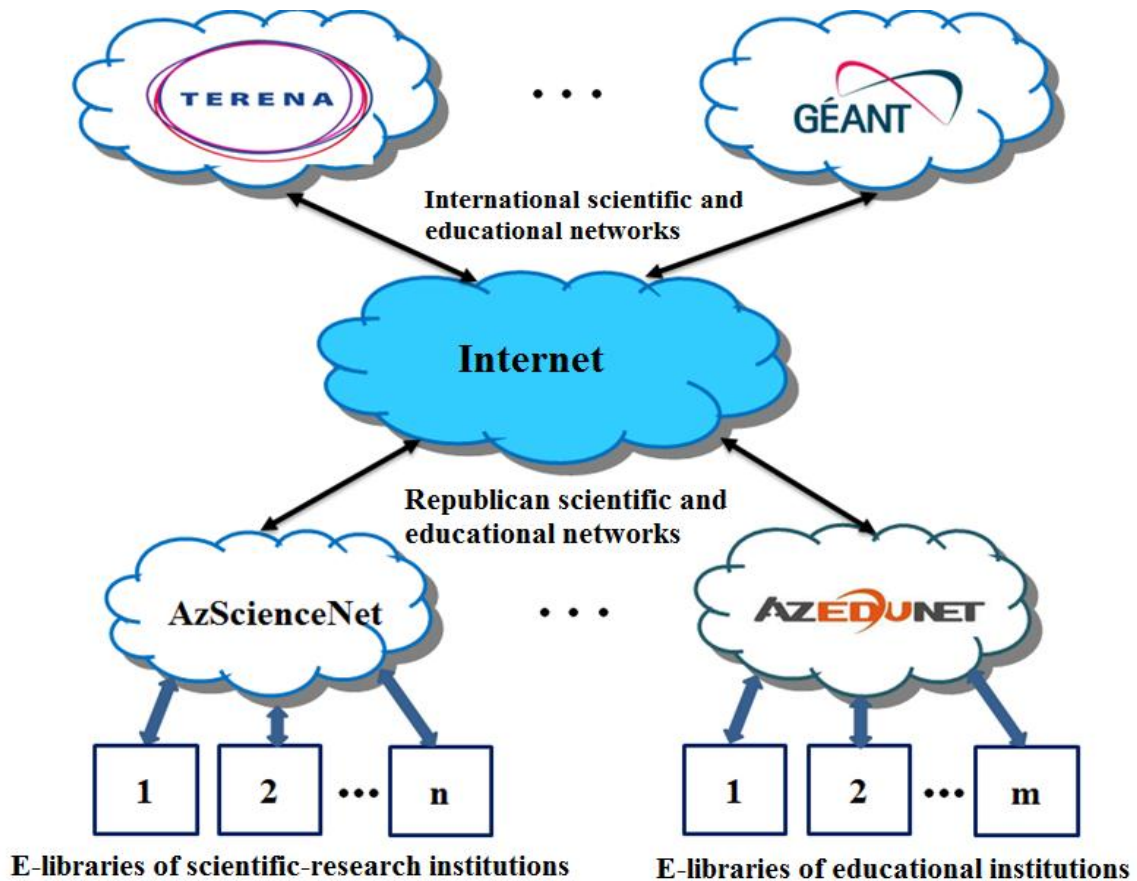 TERENA
• • •
GÉANT
International scientific and
educational networks
Internet
Republican scientific and
educational networks
AzScienceNet
• • •
AZEDUNET
1
2
•••
n
1
2
•••
m
E-libraries of scientific-research institutions
E-libraries of educational institutions